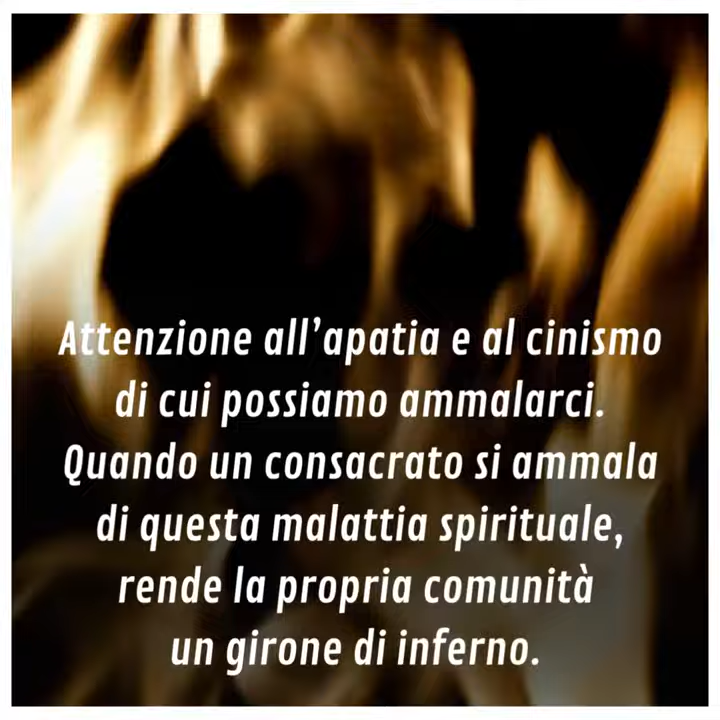 Attenzione all’apatia e al cinismo
di cui possiamo ammalarci.
Quando un consacrato si ammala
di questa malattia spirituale,
rende la propria comunità
un girone di inferno.